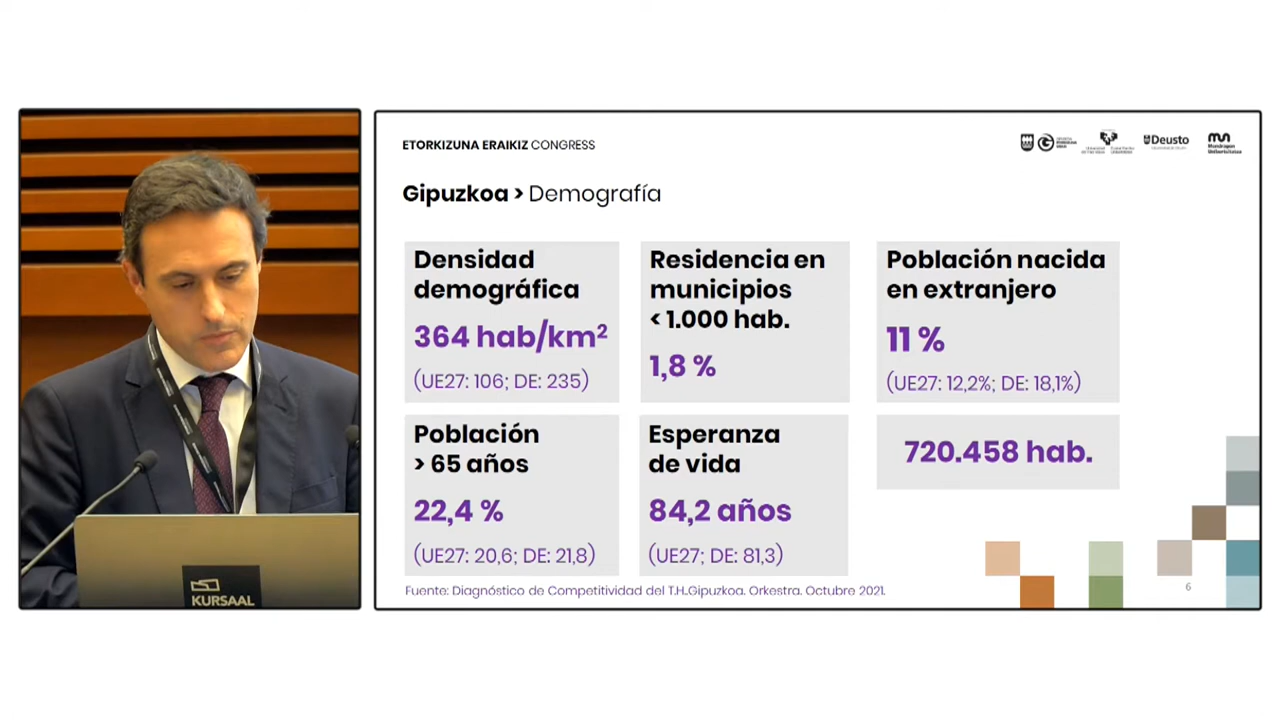 ETORKIZUNA ERAIKIZ CONGRESS
Deusto
Gipuzkoa > Demografía
Densidad
demográfica
364 hab/km²
(UE27: 106; DE: 235)
Residencia en
municipios
< 1.000 hab.
1,8 %
Población nacida
en extranjero
11 %
(UE27: 12,2%; DE: 18,1%)
Población
> 65 años
22,4 %
(UE27: 20,6; DE: 21,8)
Esperanza
de vida
84,2 años
(UE27; DE: 81,3)
720.458 hab.
Fuente: Diagnóstico de Competitividad del T.H.Gipuzkoa. Orkestra. Octubre 2021.
6
KURSAAL